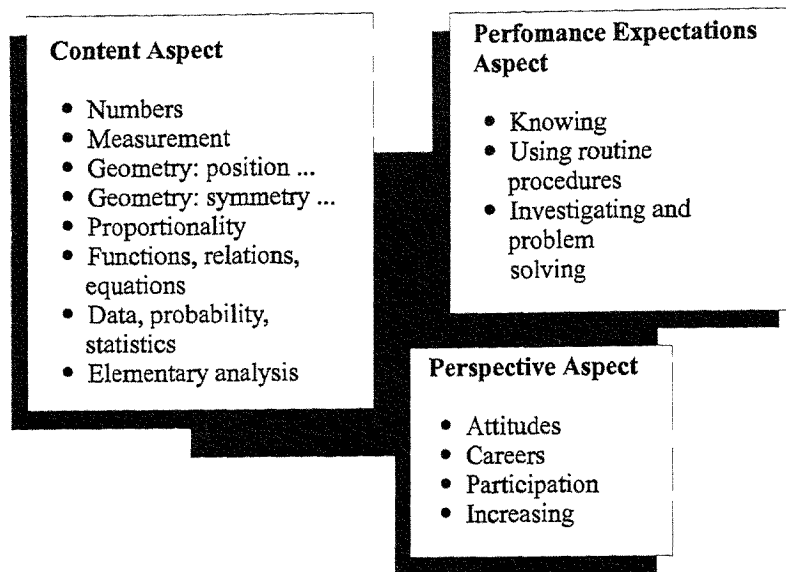 Content Aspect
• Numbers
• Measurement
• Geometry: position ...
• Geometry: symmetry ...
• Proportionality
• Functions, relations,
equations
• Data, probability,
statistics
• Elementary analysis
Perfomance Expectations
Aspect
• Knowing
• Using routine
procedures
• Investigating and
problem
solving
Perspective Aspect
• Attitudes
• Careers
• Participation
• Increasing